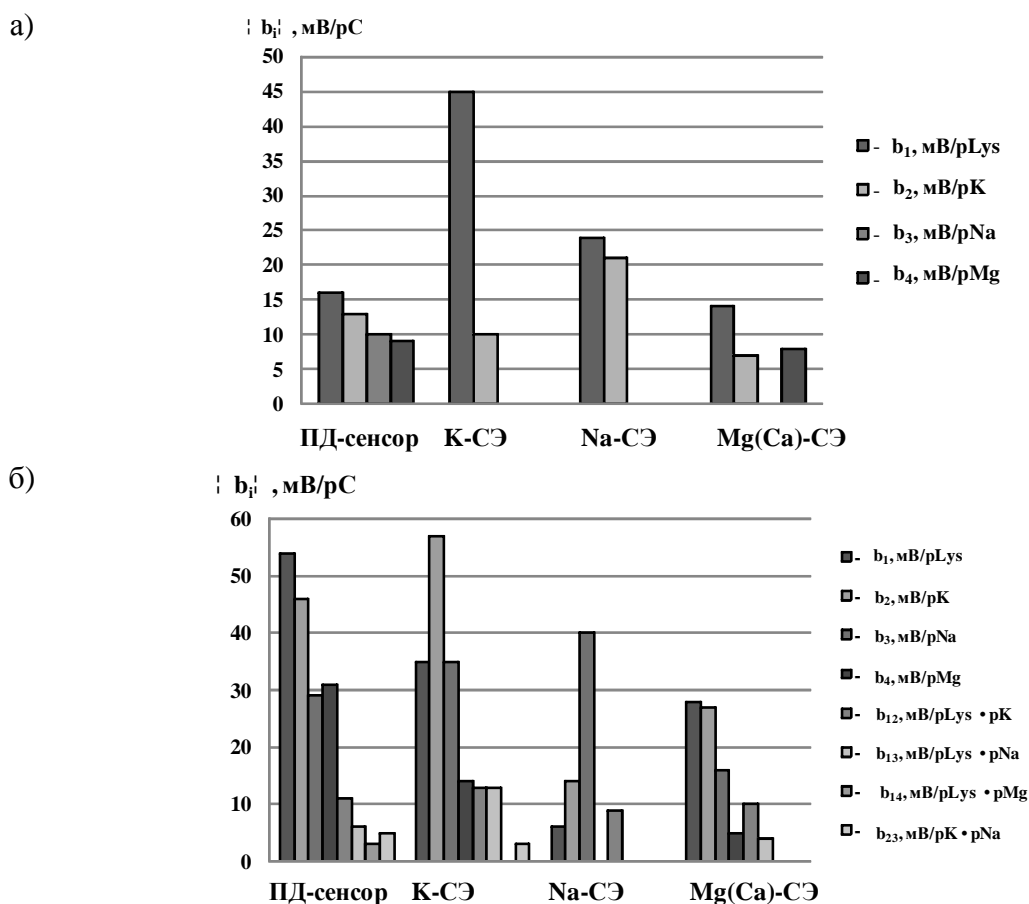 а)
¦ bᵢ¦ , мВ/pC
50
45
40
35
30
25
20
15
10
5
0
ПД-сенсор K-СЭ Na-СЭ Mg(Ca)-СЭ
- b₁, мВ/pLys
- b₂, мВ/pK
- b₃, мВ/pNa
- b₄, мВ/pMg
б)
¦ bᵢ¦ , мВ/pC
60
50
40
30
20
10
0
ПД-сенсор K-СЭ Na-СЭ Mg(Ca)-СЭ
- b₁, мВ/pLys
- b₂, мВ/pK
- b₃, мВ/pNa
- b₄, мВ/pMg
- b₁₂, мВ/pLys • pK
- b₁₃, мВ/pLys • pNa
- b₁₄, мВ/pLys • pMg
- b₂₃, мВ/pK • pNa